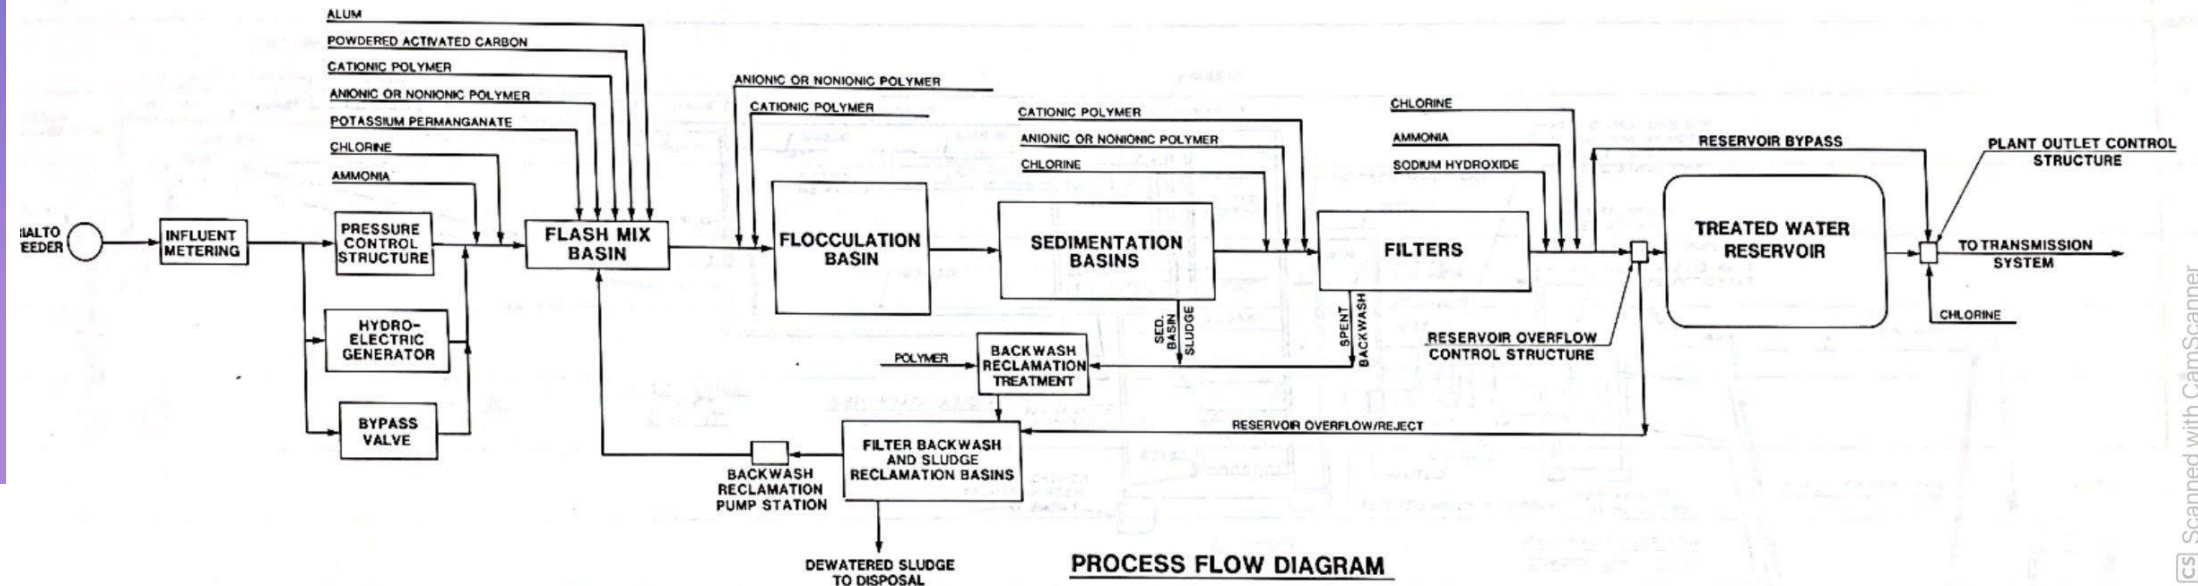 ALUM
POWDERED ACTIVATED CARBON
CATIONIC POLYMER
ANIONIC OR NONIONIC POLYMER
POTASSIUM PERMANGANATE
CHLORINE
AMMONIA
IALTO
EEDER
INFLUENT
METERING
PRESSURE
CONTROL
STRUCTURE
HYDRO-
ELECTRIC
GENERATOR
BYPASS
VALVE
FLASH MIX
BASIN
ANIONIC OR NONIONIC POLYMER
CATIONIC POLYMER
FLOCCULATION
BASIN
CATIONIC POLYMER
ANIONIC OR NONIONIC POLYMER
CHLORINE
SEDIMENTATION
BASINS
SED.
BASIN
SLUDGE
FILTERS
SPENT
BACKWASH
CHLORINE
AMMONIA
SODIUM HYDROXIDE
RESERVOIR BYPASS
RESERVOIR OVERFLOW
CONTROL STRUCTURE
TREATED WATER
RESERVOIR
PLANT OUTLET CONTROL
STRUCTURE
TO TRANSMISSION
SYSTEM
CHLORINE
POLYMER
BACKWASH
RECLAMATION
TREATMENT
RESERVOIR OVERFLOW/REJECT
FILTER BACKWASH
AND SLUDGE
RECLAMATION BASINS
BACKWASH
RECLAMATION
PUMP STATION
DEWATERED SLUDGE
TO DISPOSAL
PROCESS FLOW DIAGRAM
CS Scanned with CamScanner